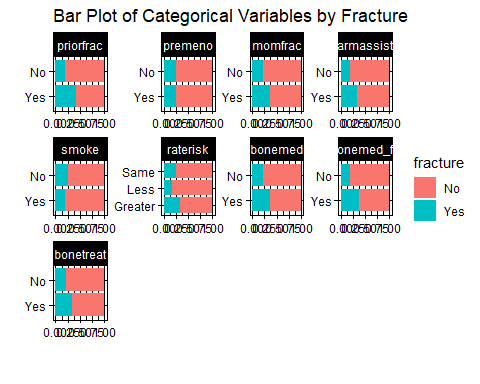 Bar Plot of Categorical Variables by Fracture
priorfrac
premeno
momfrac
armassist
No
Yes
No
Yes
No
Yes
No
Yes
smoke
raterisk
bonemed
onemed_f
No
Yes
Same
Less
Greater
No
Yes
No
Yes
bonetreat
No
Yes
fracture
No
Yes